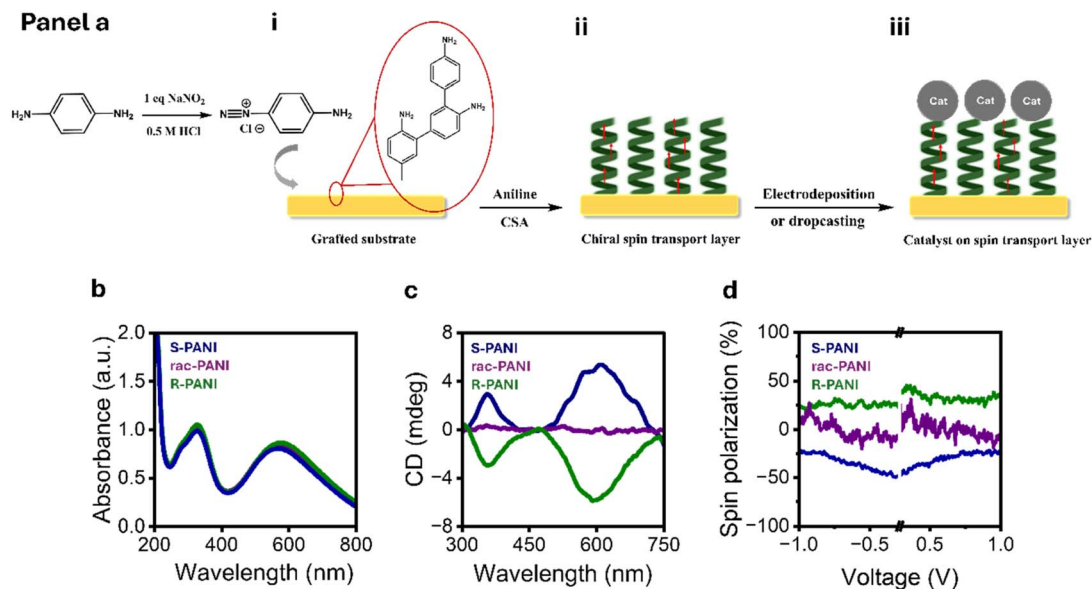 Panel a
i
ii
iii
NH₂
NH₂
1 eq NaNO₂
0.5 M HCl
N≡N⊕
Cl ⊖
NH₂
NH₂
NH₂
NH₂
Grafted substrate
Aniline
CSA
Chiral spin transport layer
Electrodeposition
or dropcasting
Cat
Cat
Cat
Catalyst on spin transport layer
b
Absorbance (a.u.)
2.0
1.5
1.0
0.5
0.0
S-PANI
rac-PANI
R-PANI
200
400
600
800
Wavelength (nm)
c
CD (mdeg)
8
4
0
−4
−8
S-PANI
rac-PANI
R-PANI
300
450
600
750
Wavelength (nm)
d
Spin polarization (%)
100
50
0
−50
−100
S-PANI
rac-PANI
R-PANI
−1.0
−0.5
0.5
1.0
Voltage (V)